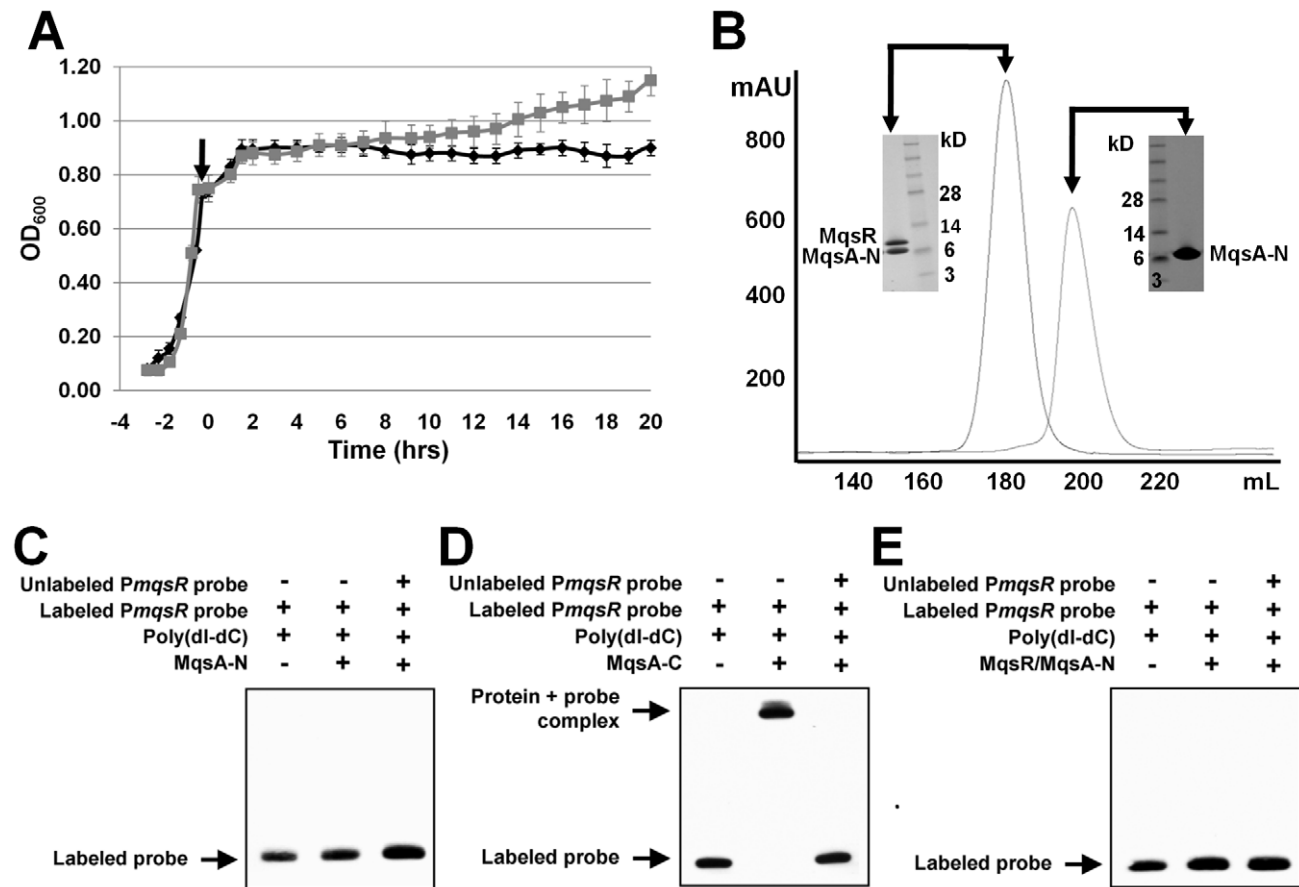 A
OD600
1.20
1.00
0.80
0.60
0.40
0.20
0.00
-4 -2 0 2 4 6 8 10 12 14 16 18 20
Time (hrs)
B
mAU
800
600
400
200
140 160 180 200 220 mL
kD
28
14
6
3
MqsR
MqsA-N
kD
28
14
6
3
MqsA-N
C
Unlabeled PmqsR probe - - +
Labeled PmqsR probe + + +
Poly(dI-dC) + + +
MqsA-N - + +
Labeled probe
D
Unlabeled PmqsR probe - - +
Labeled PmqsR probe + + +
Poly(dI-dC) + + +
MqsA-C - + +
Protein + probe
complex
Labeled probe
E
Unlabeled PmqsR probe - - +
Labeled PmqsR probe + + +
Poly(dI-dC) + + +
MqsR/MqsA-N - + +
Labeled probe